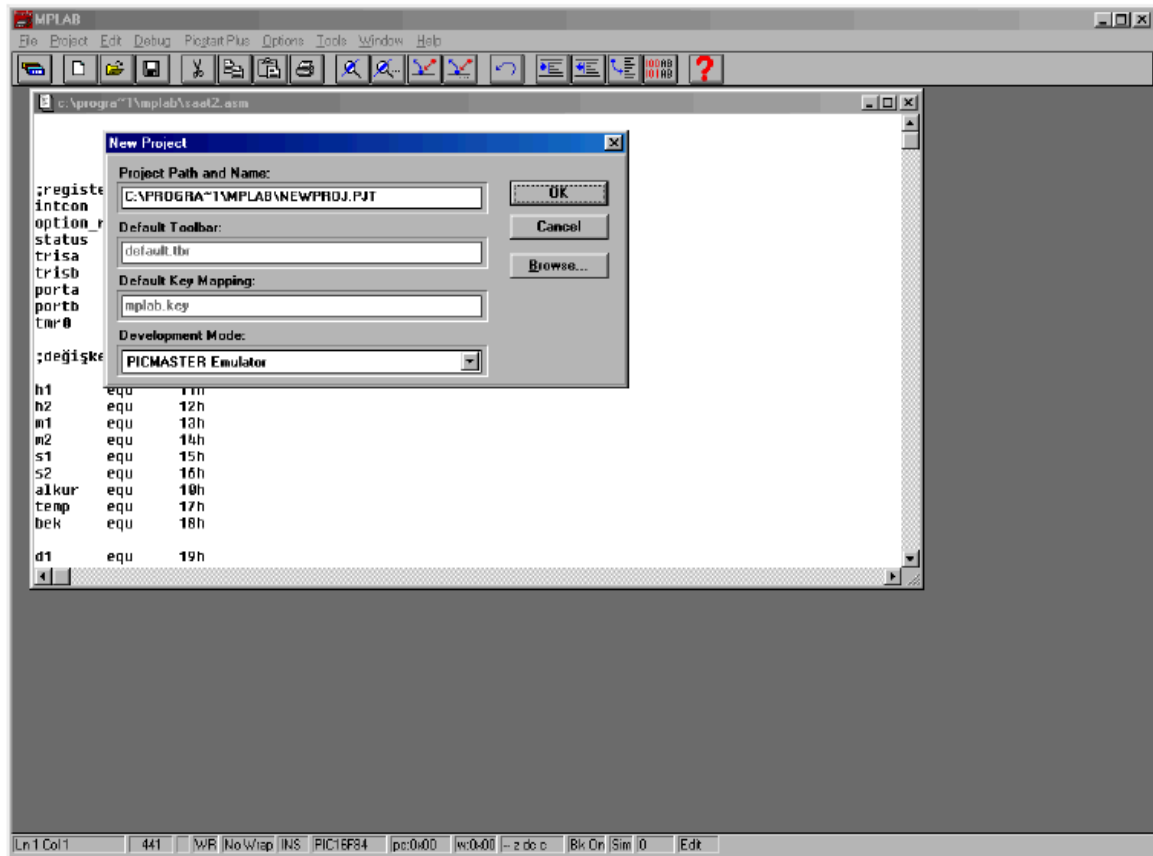 MPLAB
File Project Edit Debug Picstart Plus Options Tools Window Help
c:\progra~1\mplab\saat2.asm
New Project
Project Path and Name:
C:\PROGRA~1\MPLAB\NEWPROJ.PJT
OK
Default Toolbar:
Cancel
default.tbr
Browse...
Default Key Mapping:
mplab.key
Development Mode:
PICMASTER Emulator
;registe
intcon
option_r
status
trisa
trisb
porta
portb
tmr0
;değişke
h1 equ 11h
h2 equ 12h
m1 equ 13h
m2 equ 14h
s1 equ 15h
s2 equ 16h
alkur equ 10h
temp equ 17h
bek equ 18h
d1 equ 19h
Ln 1 Col 1 441 WR No Wrap INS PIC16F84 pc:0x00 w:0x00 -- z dc c Bk On Sim 0 Edit